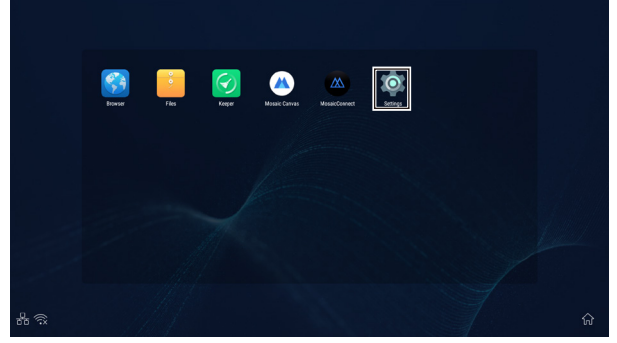 Browser
Files
Keeper
Mosaic Canvas
MosaicConnect
Settings